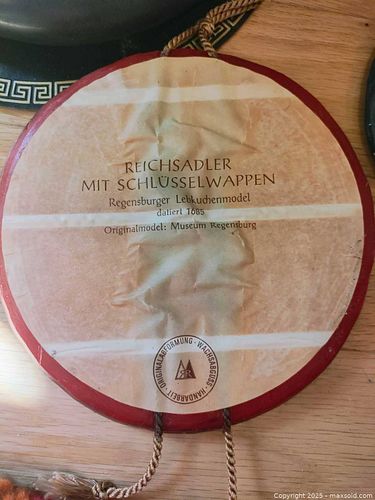 REICHSADLER
MIT SCHLÜSSELWAPPEN
Regensburger Lebkuchenmodel
datiert 1685
Originalmodel: Museum Regensburg
ORIGINALABFORMUNG · WACHSABGUSS · HANDARBEIT ·
Copyright © 2025 - maxsold.com